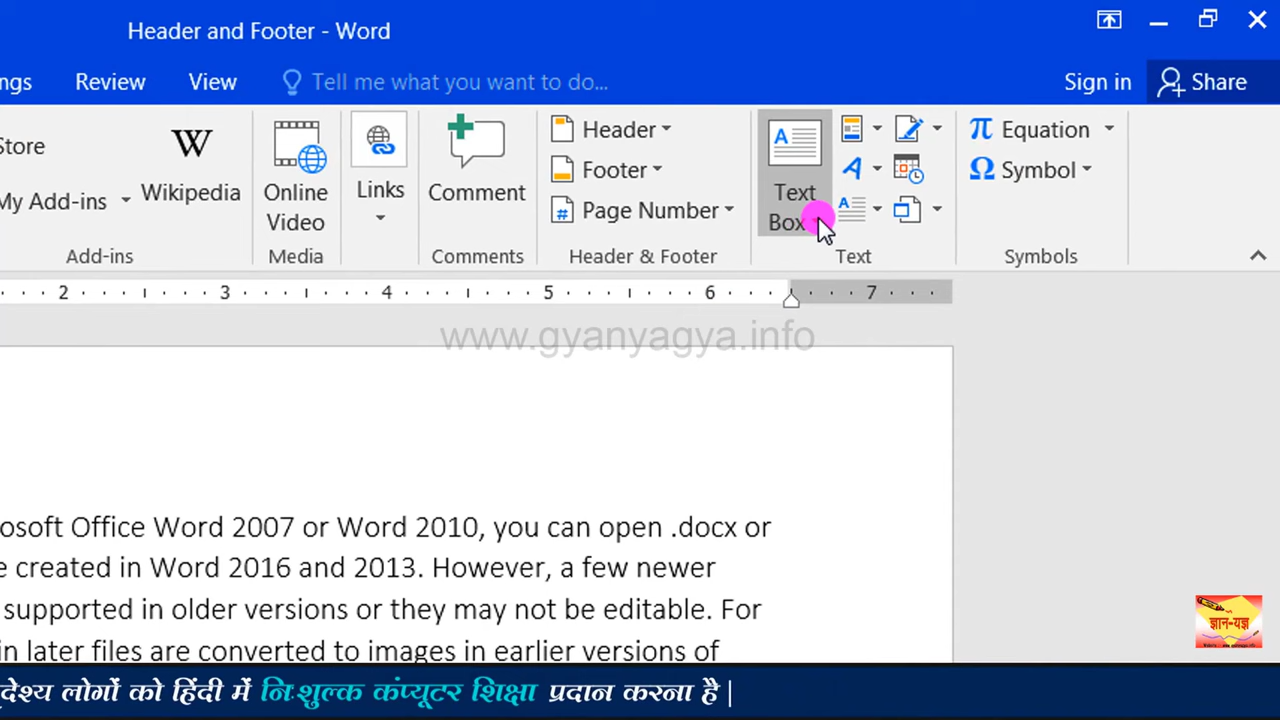 Header and Footer - Word
ngs Review View Tell me what you want to do... Sign in Share
Store
My Add-ins
Wikipedia
Online
Video
Links
Comment
Header
Footer
Page Number
Text
Box
Equation
Symbol
Add-ins Media Comments Header & Footer Text Symbols
2 3 4 5 6 7
www.gyanyagya.info
osoft Office Word 2007 or Word 2010, you can open .docx or
e created in Word 2016 and 2013. However, a few newer
supported in older versions or they may not be editable. For
in later files are converted to images in earlier versions of
ज्ञान-यज्ञ
देश्य लोगों को हिंदी में निःशुल्क कंप्यूटर शिक्षा प्रदान करना है |